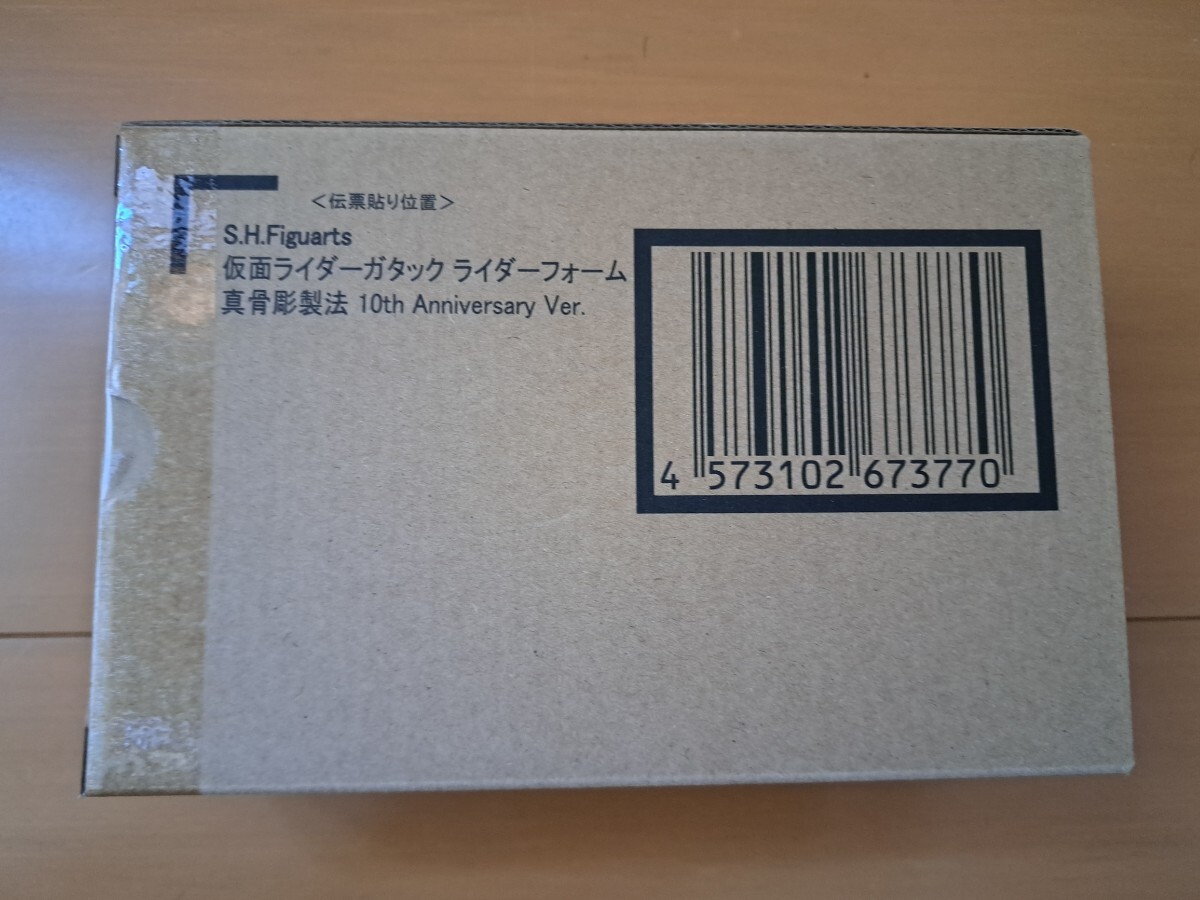 ＜伝票貼り位置＞
S.H.Figuarts
仮面ライダーガタック ライダーフォーム
真骨彫製法 10th Anniversary Ver.
4 573102 673770